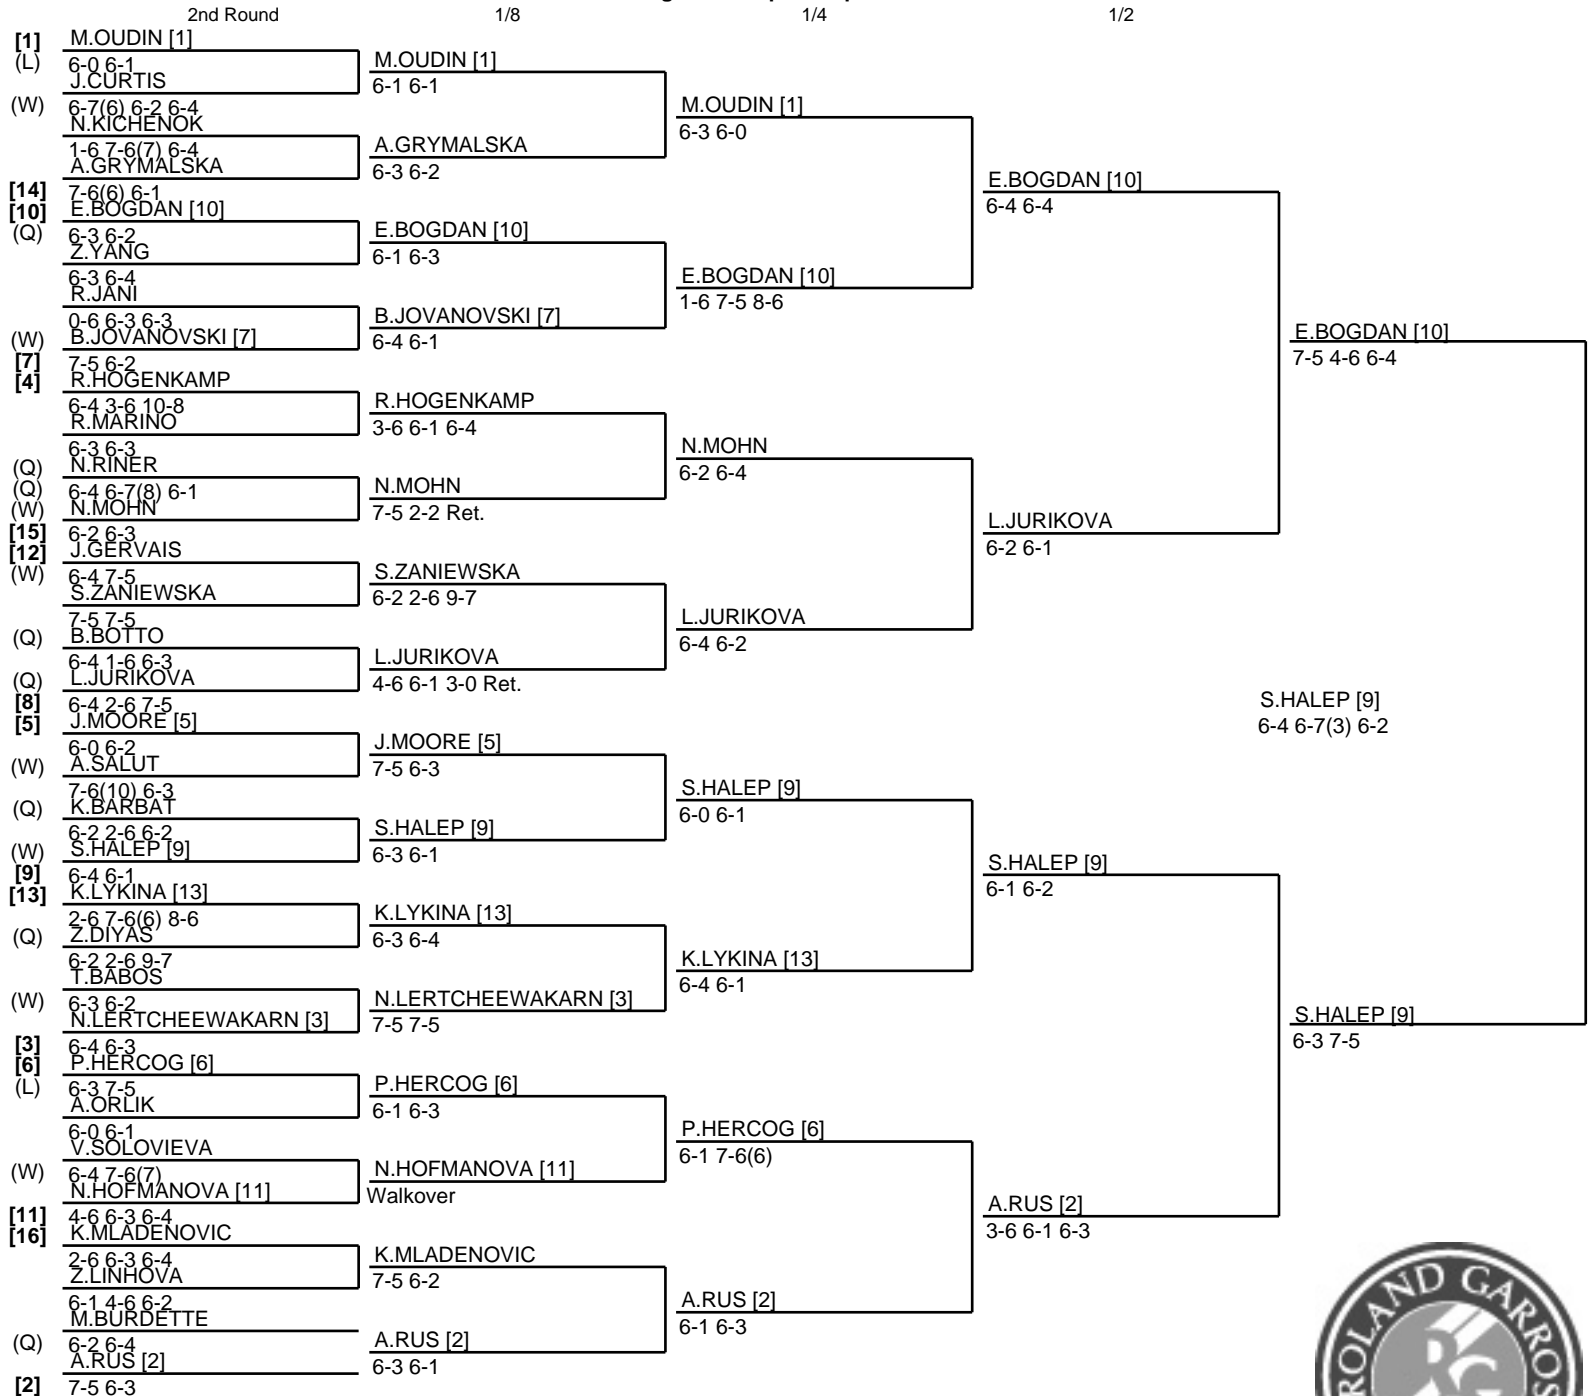 2nd Round 1/8 1/4 1/2
[1] M.OUDIN [1]
(L) 6-0 6-1
J.CURTIS
(W) 6-7(6) 6-2 6-4
N.KICHENOK
1-6 7-6(7) 6-4
A.GRYMALSKA
[14] 7-6(6) 6-1
[10] E.BOGDAN [10]
(Q) 6-3 6-2
Z.YANG
6-3 6-4
R.JANI
0-6 6-3 6-3
(W) B.JOVANOVSKI [7]
[7] 7-5 6-2
[4] R.HOGENKAMP
6-4 3-6 10-8
R.MARINO
6-3 6-3
(Q) N.RINER
(Q) 6-4 6-7(8) 6-1
(W) N.MOHN
[15] 6-2 6-3
[12] J.GERVAIS
(W) 6-4 7-5
S.ZANIEWSKA
7-5 7-5
(Q) B.BOTTO
6-4 1-6 6-3
(Q) L.JURIKOVA
[8] 6-4 2-6 7-5
[5] J.MOORE [5]
6-0 6-2
(W) A.SALUT
7-6(10) 6-3
(Q) K.BARBAT
6-2 2-6 6-2
(W) S.HALEP [9]
[9] 6-4 6-1
[13] K.LYKINA [13]
2-6 7-6(6) 8-6
(Q) Z.DIYAS
6-2 2-6 9-7
T.BABOS
(W) 6-3 6-2
N.LERTCHEEWAKARN [3]
[3] 6-4 6-3
[6] P.HERCOG [6]
(L) 6-3 7-5
A.ORLIK
6-0 6-1
V.SOLOVIEVA
(W) 6-4 7-6(7)
N.HOFMANOVA [11]
[11] 4-6 6-3 6-4
[16] K.MLADENOVIC
2-6 6-3 6-4
Z.LINHOVA
6-1 4-6 6-2
M.BURDETTE
(Q) 6-2 6-4
A.RUS [2]
[2] 7-5 6-3
M.OUDIN [1]
6-1 6-1
A.GRYMALSKA
6-3 6-2
E.BOGDAN [10]
6-1 6-3
B.JOVANOVSKI [7]
6-4 6-1
R.HOGENKAMP
3-6 6-1 6-4
N.MOHN
7-5 2-2 Ret.
S.ZANIEWSKA
6-2 2-6 9-7
L.JURIKOVA
4-6 6-1 3-0 Ret.
J.MOORE [5]
7-5 6-3
S.HALEP [9]
6-3 6-1
K.LYKINA [13]
6-3 6-4
N.LERTCHEEWAKARN [3]
7-5 7-5
P.HERCOG [6]
6-1 6-3
N.HOFMANOVA [11]
Walkover
K.MLADENOVIC
7-5 6-2
A.RUS [2]
6-3 6-1
M.OUDIN [1]
6-3 6-0
E.BOGDAN [10]
1-6 7-5 8-6
N.MOHN
6-2 6-4
L.JURIKOVA
6-4 6-2
S.HALEP [9]
6-0 6-1
K.LYKINA [13]
6-4 6-1
P.HERCOG [6]
6-1 7-6(6)
A.RUS [2]
6-1 6-3
E.BOGDAN [10]
6-4 6-4
L.JURIKOVA
6-2 6-1
S.HALEP [9]
6-1 6-2
A.RUS [2]
3-6 6-1 6-3
E.BOGDAN [10]
7-5 4-6 6-4
S.HALEP [9]
6-3 7-5
S.HALEP [9]
6-4 6-7(3) 6-2
ROLAND GARROS
RG